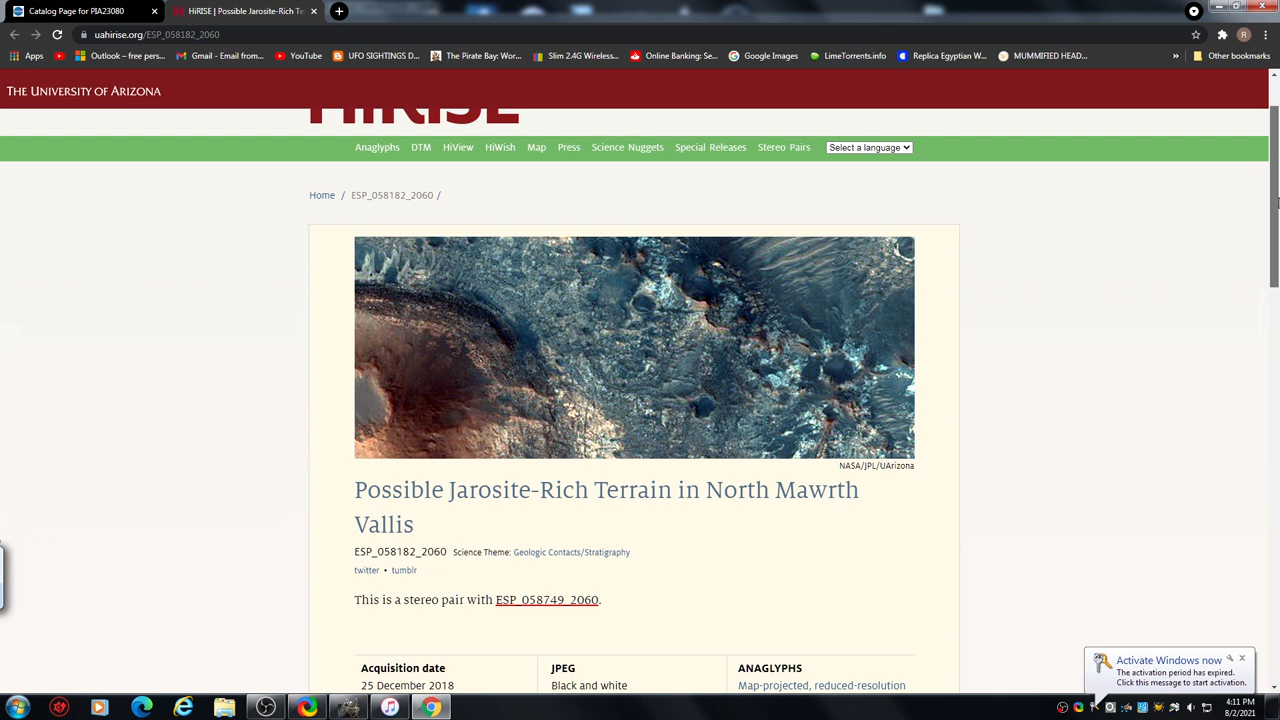 Catalog Page for PIA23080
HiRISE | Possible Jarosite-Rich Te
uahirise.org/ESP_058182_2060
Apps
Outlook – free pers...
Gmail - Email from...
YouTube
UFO SIGHTINGS D...
The Pirate Bay: Wor...
Slim 2.4G Wireless...
Online Banking: Se...
Google Images
LimeTorrents.info
Replica Egyptian W...
MUMMIFIED HEAD...
»
Other bookmarks
THE UNIVERSITY OF ARIZONA
HiRISE
Anaglyphs DTM HiView HiWish Map Press Science Nuggets Special Releases Stereo Pairs Select a language
Home / ESP_058182_2060 /
NASA/JPL/UArizona
Possible Jarosite-Rich Terrain in North Mawrth
Vallis
ESP_058182_2060 Science Theme: Geologic Contacts/Stratigraphy
twitter • tumblr
This is a stereo pair with ESP_058749_2060.
Acquisition date
25 December 2018
JPEG
Black and white
ANAGLYPHS
Map-projected, reduced-resolution
Activate Windows now
The activation period has expired.
Click this message to start activation.
4:11 PM
8/2/2021